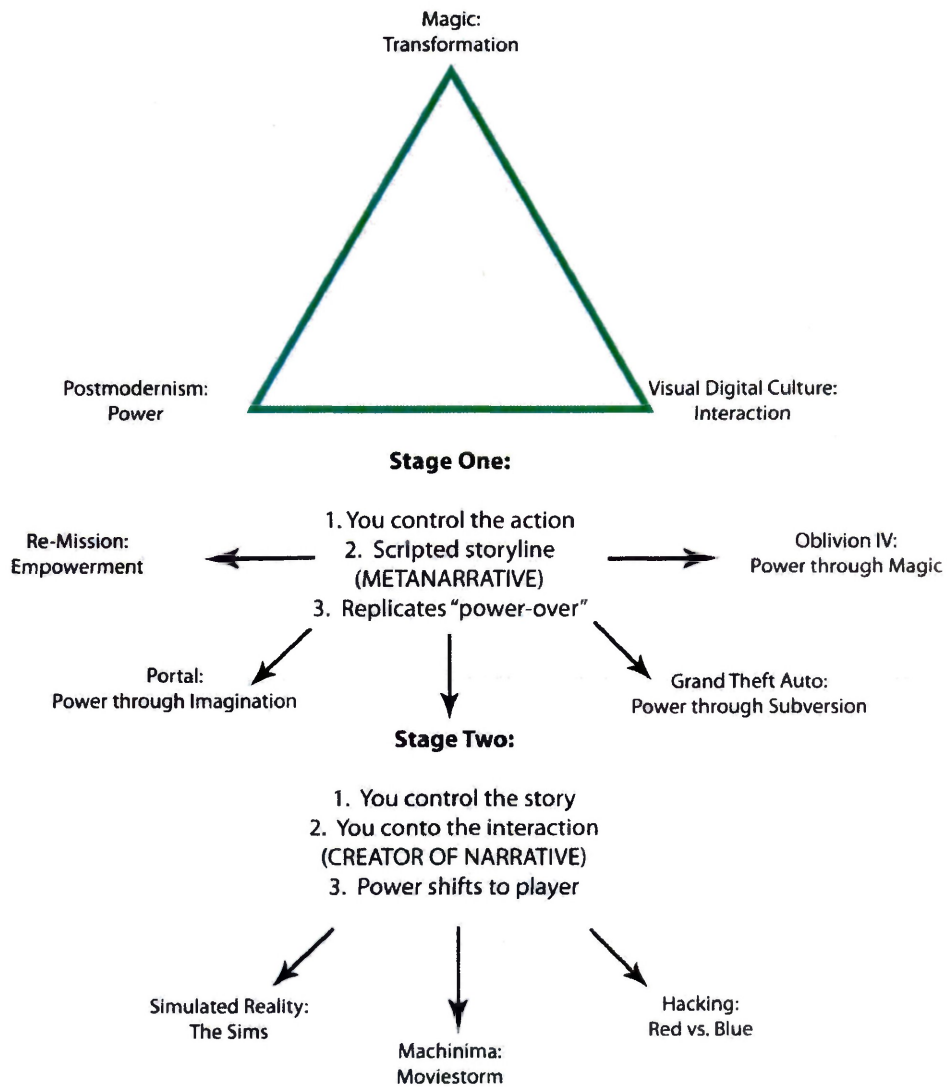 Magic:
Transformation
Postmodernism:
Power
Visual Digital Culture:
Interaction
Stage One:
1. You control the action
2. Scripted storyline
(METANARRATIVE)
3. Replicates “power-over”
Re-Mission:
Empowerment
Oblivion IV:
Power through Magic
Portal:
Power through Imagination
Grand Theft Auto:
Power through Subversion
Stage Two:
1. You control the story
2. You conto the interaction
(CREATOR OF NARRATIVE)
3. Power shifts to player
Simulated Reality:
The Sims
Machinima:
Moviestorm
Hacking:
Red vs. Blue